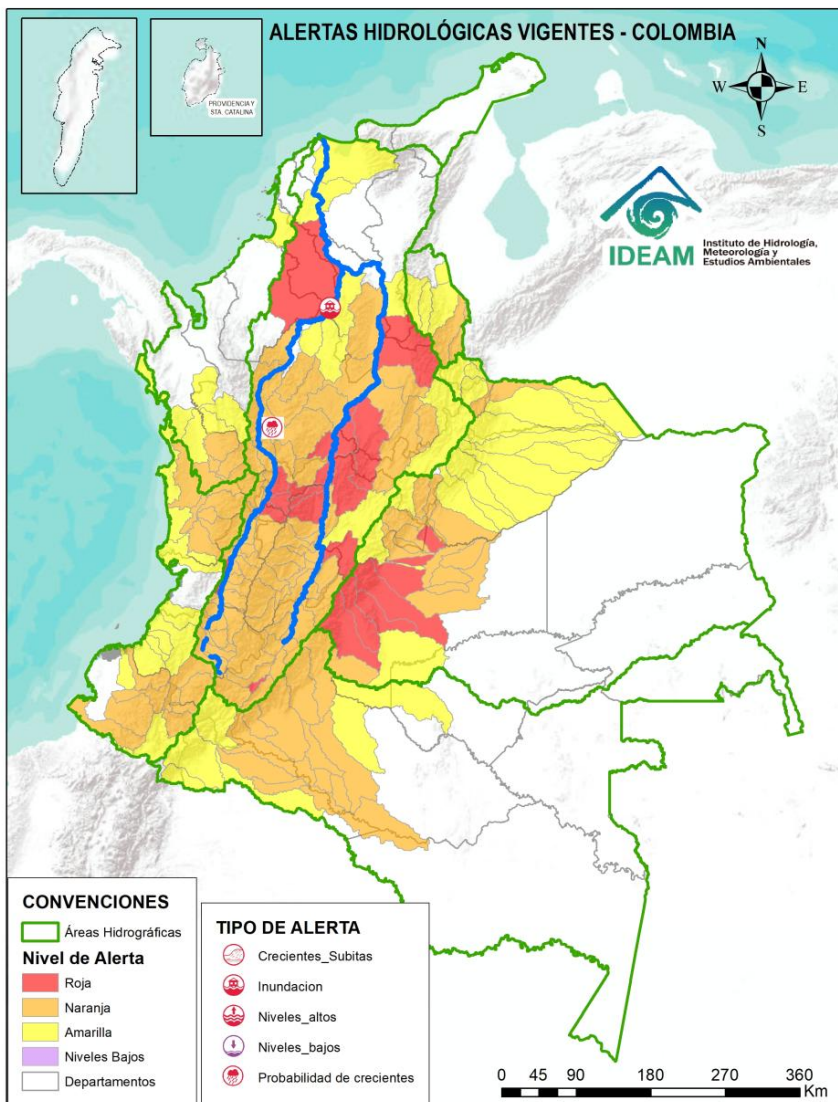 ALERTAS HIDROLÓGICAS VIGENTES - COLOMBIA
PROVIDENCIA Y
STA. CATALINA
N
W
E
S
IDEAM
Instituto de Hidrología,
Meteorología y
Estudios Ambientales
CONVENCIONES
Áreas Hidrográficas
Nivel de Alerta
Roja
Naranja
Amarilla
Niveles Bajos
Departamentos
TIPO DE ALERTA
Crecientes_Subitas
Inundacion
Niveles_altos
Niveles_bajos
Probabilidad de crecientes
0 45 90 180 270 360
Km